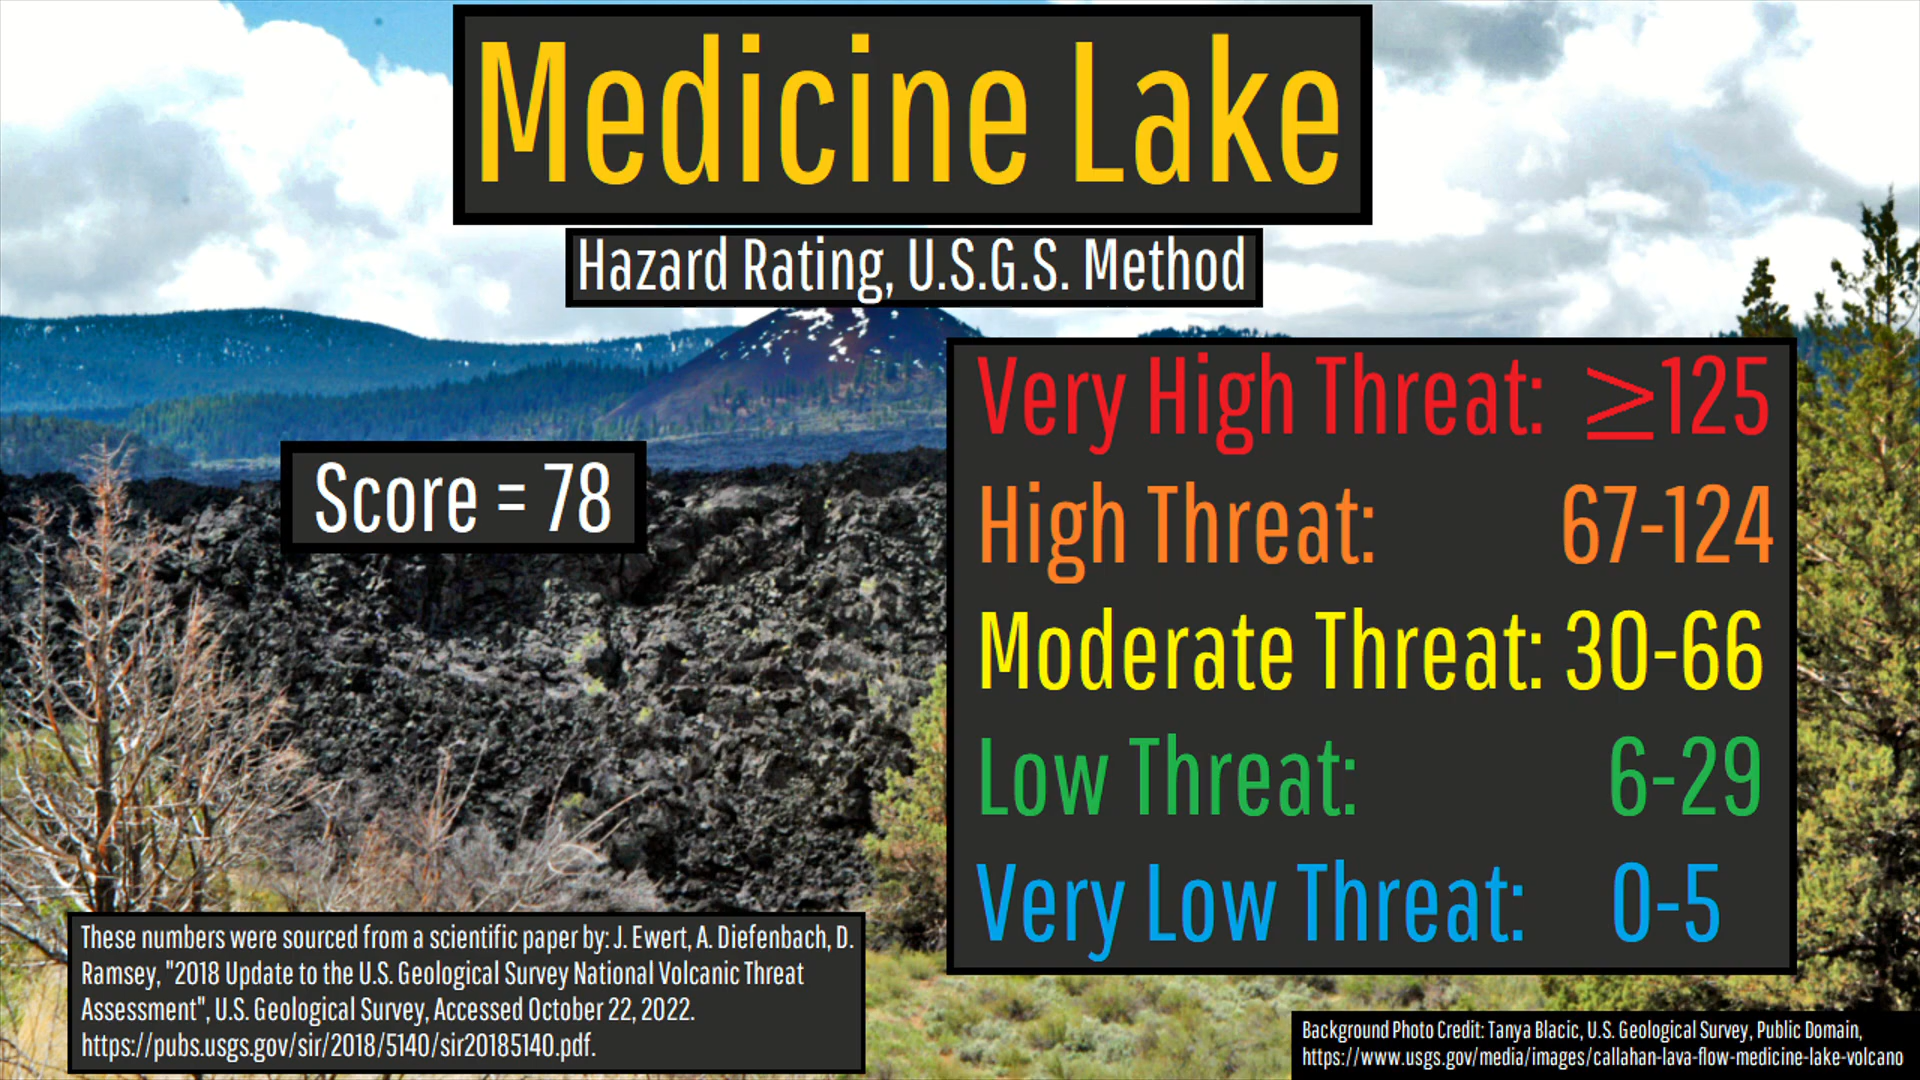 Medicine Lake
Hazard Rating, U.S.G.S. Method
Score = 78
Very High Threat: ≥125
High Threat: 67-124
Moderate Threat: 30-66
Low Threat: 6-29
Very Low Threat: 0-5
These numbers were sourced from a scientific paper by: J. Ewert, A. Diefenbach, D.
Ramsey, "2018 Update to the U.S. Geological Survey National Volcanic Threat
Assessment", U.S. Geological Survey, Accessed October 22, 2022.
https://pubs.usgs.gov/sir/2018/5140/sir20185140.pdf.
Background Photo Credit: Tanya Blacic, U.S. Geological Survey, Public Domain,
https://www.usgs.gov/media/images/callahan-lava-flow-medicine-lake-volcano